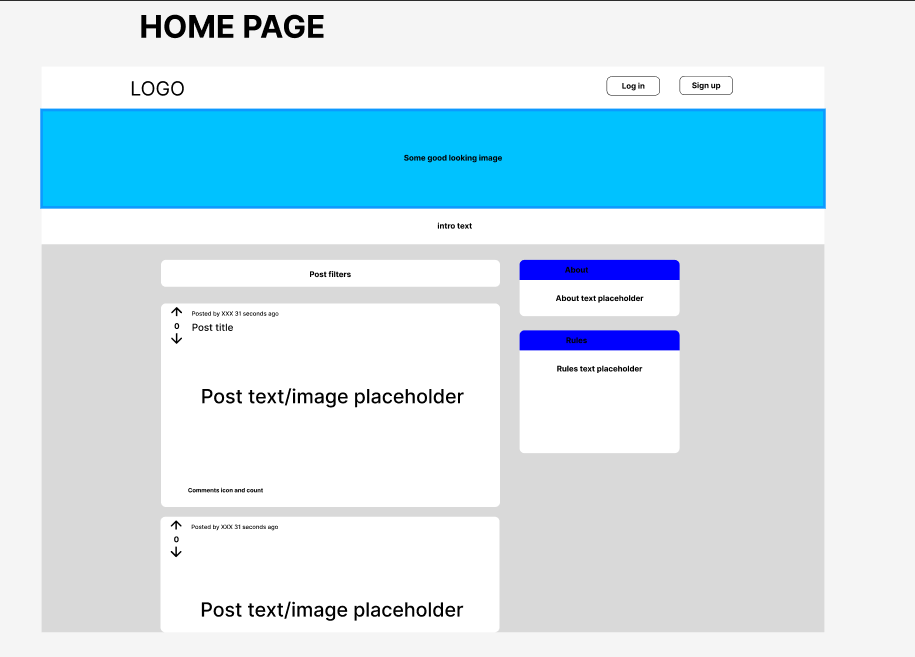 HOME PAGE
LOGO
Log in
Sign up
Some good looking image
intro text
Post filters
Posted by XXX 31 seconds ago
0
Post title
Post text/image placeholder
Comments icon and count
Posted by XXX 31 seconds ago
0
Post text/image placeholder
About
About text placeholder
Rules
Rules text placeholder